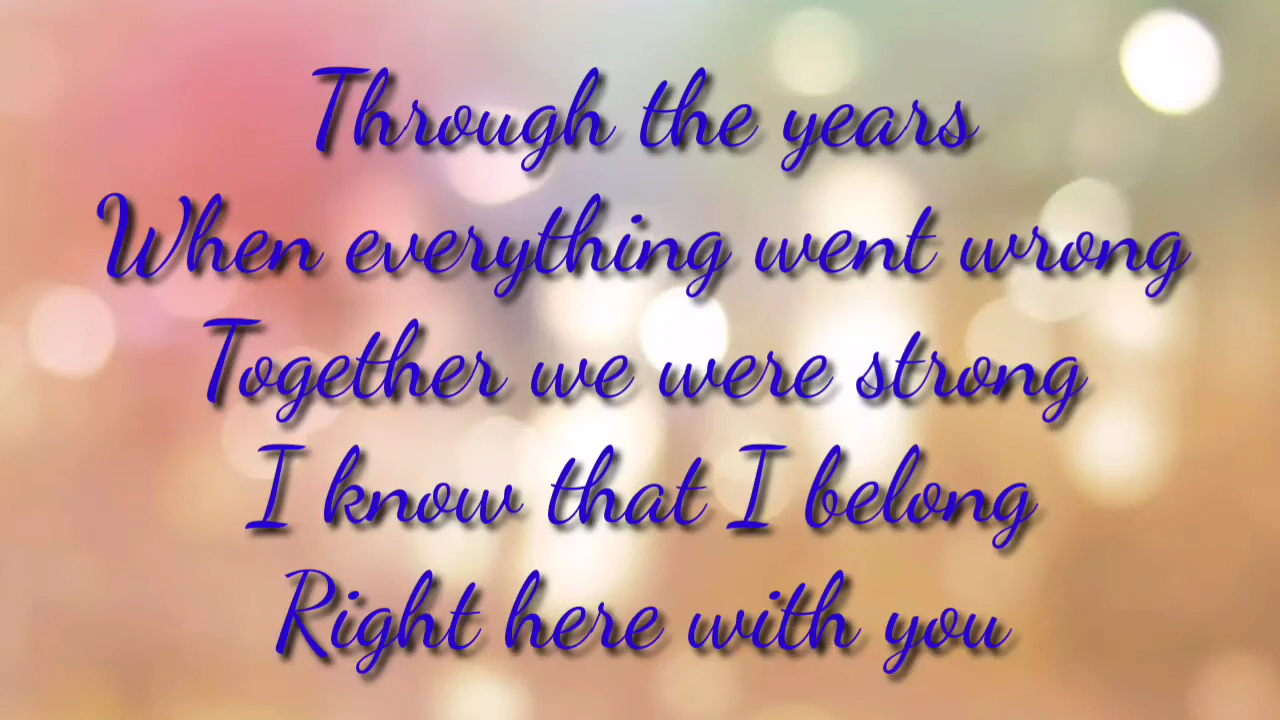 Through the years
When everything went wrong
Together we were strong
I know that I belong
Right here with you